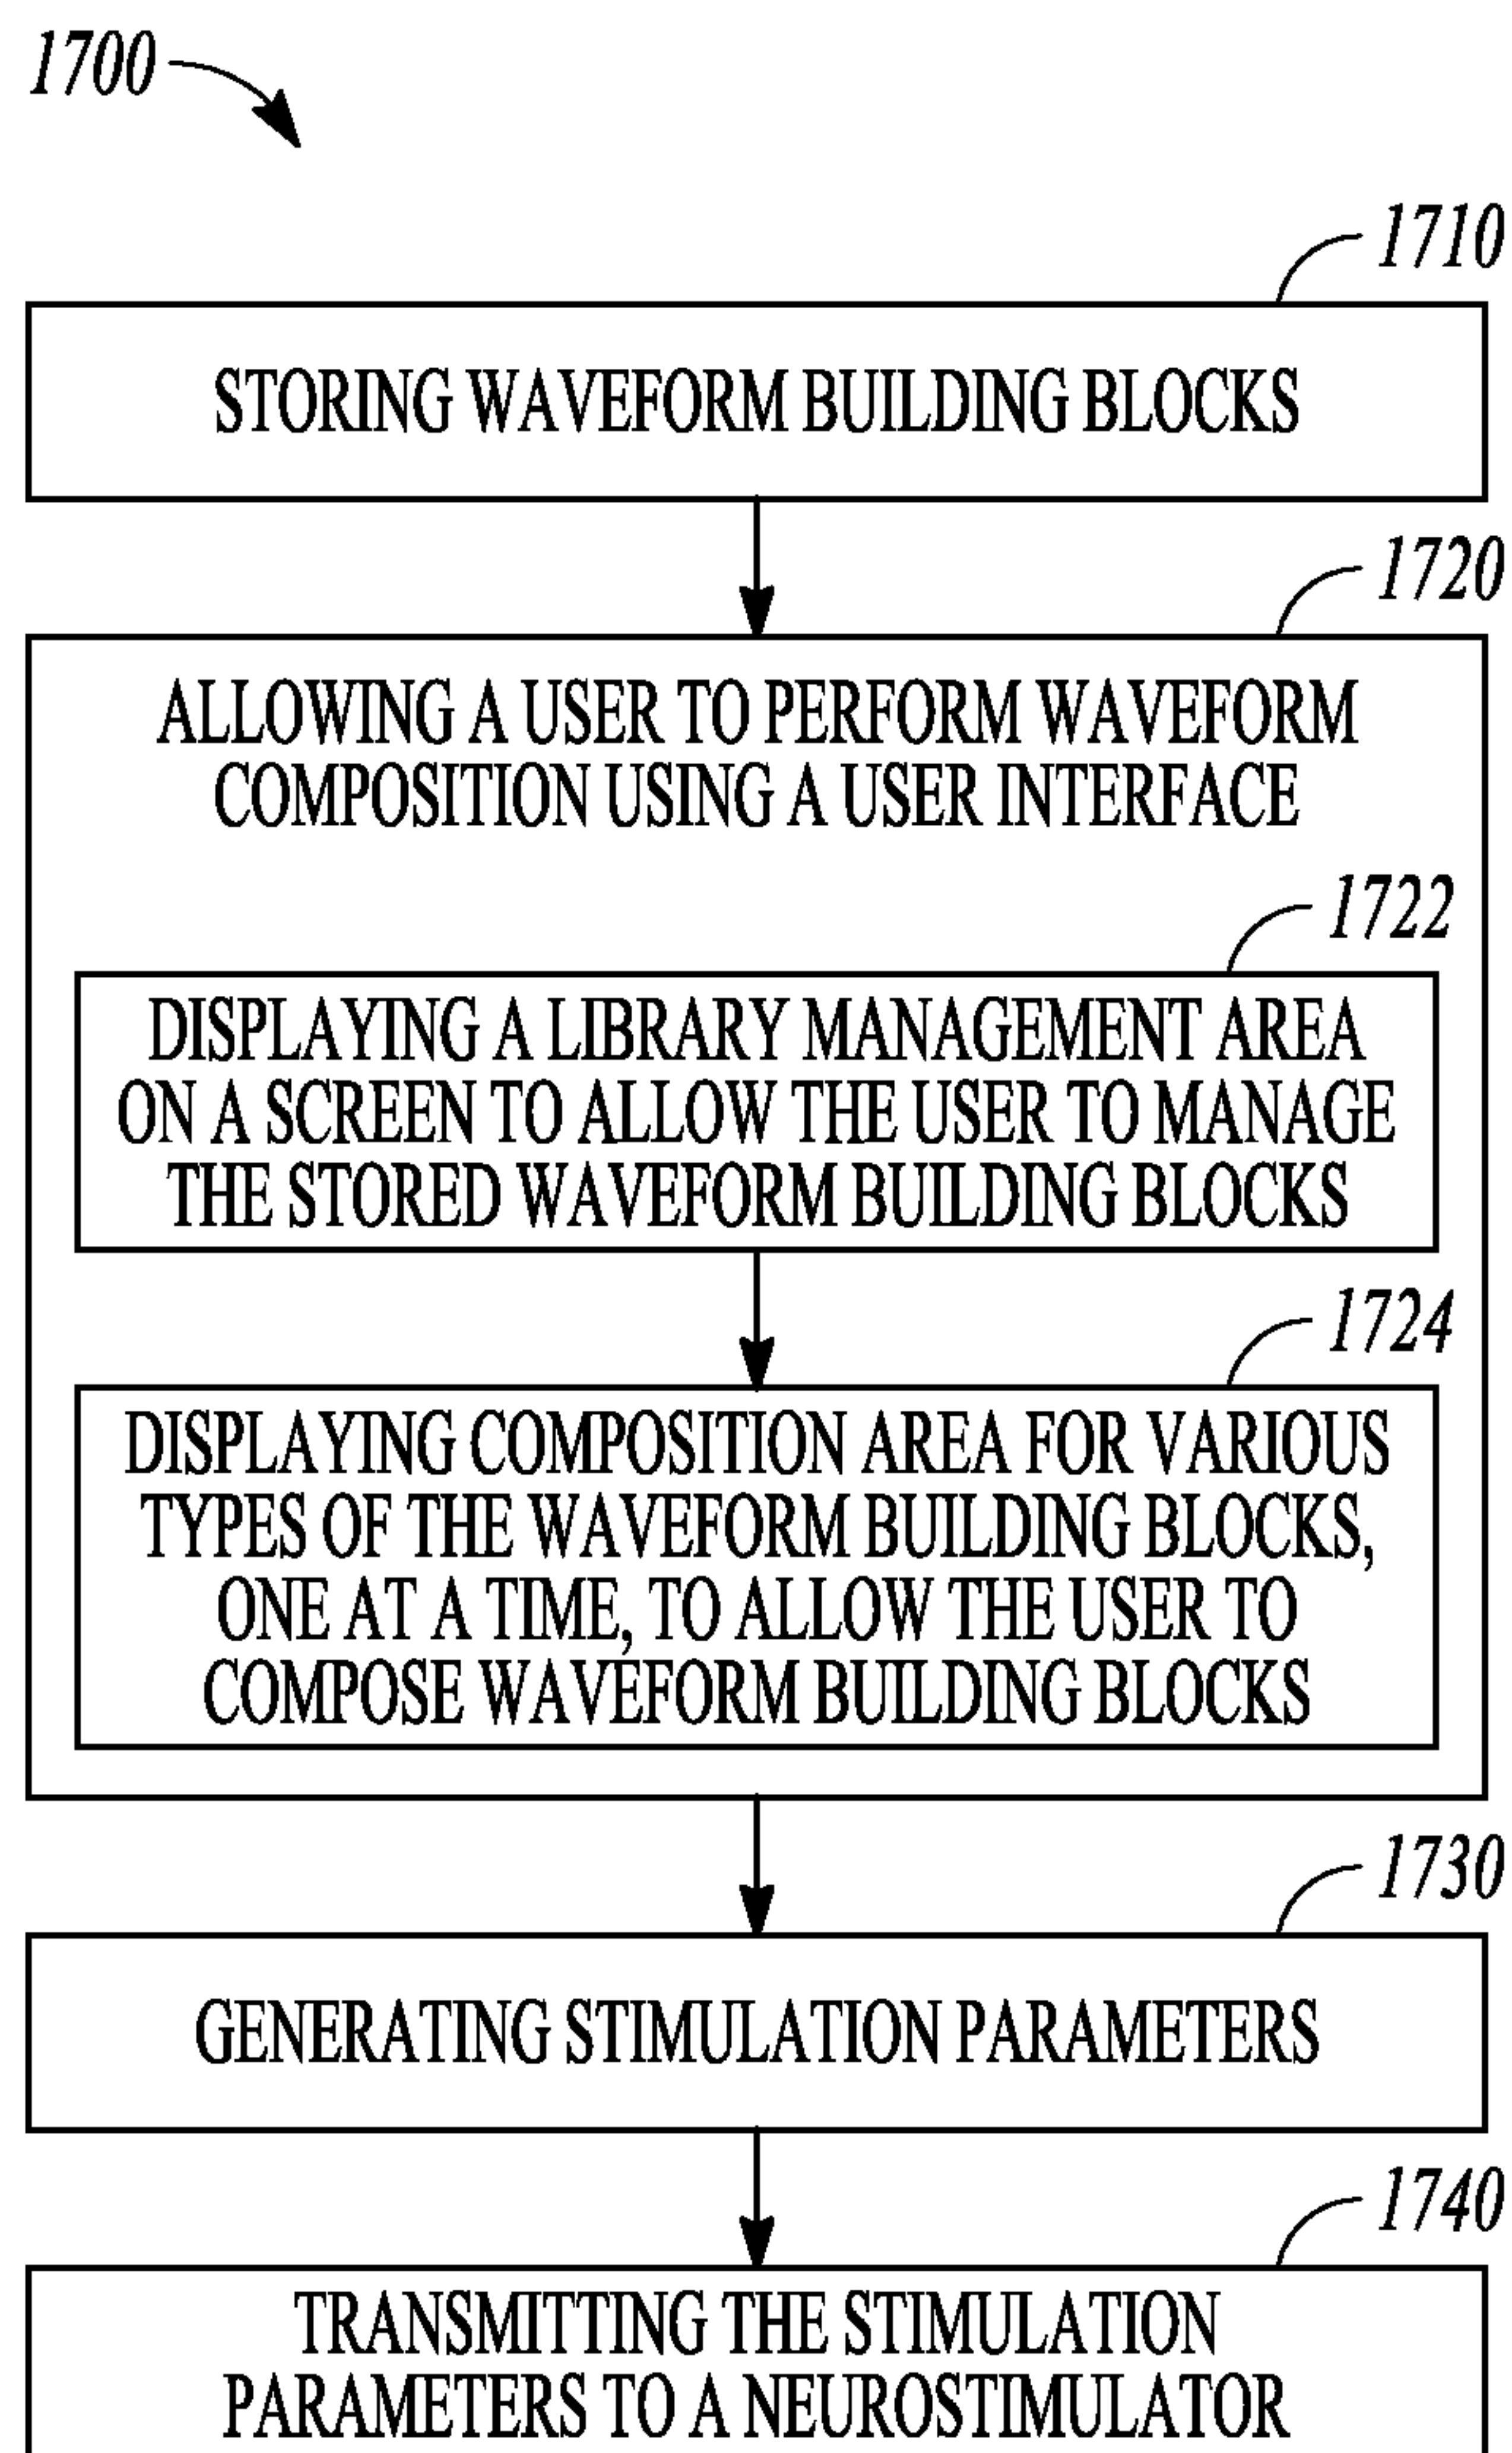 1700
1710
STORING WAVEFORM BUILDING BLOCKS
1720
ALLOWING A USER TO PERFORM WAVEFORM
COMPOSITION USING A USER INTERFACE
1722
DISPLAYING A LIBRARY MANAGEMENT AREA
ON A SCREEN TO ALLOW THE USER TO MANAGE
THE STORED WAVEFORM BUILDING BLOCKS
1724
DISPLAYING COMPOSITION AREA FOR VARIOUS
TYPES OF THE WAVEFORM BUILDING BLOCKS,
ONE AT A TIME, TO ALLOW THE USER TO
COMPOSE WAVEFORM BUILDING BLOCKS
1730
GENERATING STIMULATION PARAMETERS
1740
TRANSMITTING THE STIMULATION
PARAMETERS TO A NEUROSTIMULATOR